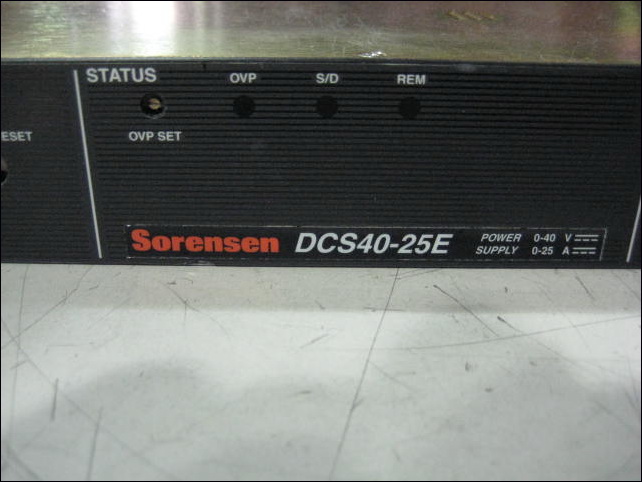 STATUS OVP S/D REM
ESET OVP SET
Sorensen DCS40-25E POWER 0-40 V
SUPPLY 0-25 A